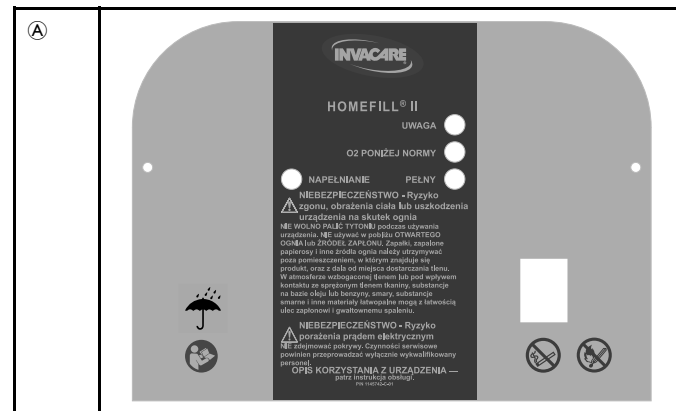 A
INVACARE
HOMEFILL® II
UWAGA
O2 PONIŻEJ NORMY
NAPEŁNIANIE PEŁNY
NIEBEZPIECZEŃSTWO - Ryzyko
zgonu, obrażenia ciała lub uszkodzenia
urządzenia na skutek ognia
NIE WOLNO PALIĆ TYTONIU podczas używania
urządzenia. NIE używać w pobliżu OTWARTEGO
OGNIA lub ŹRÓDEŁ ZAPŁONU. Zapałki, zapalone
papierosy i inne źródła ognia należy utrzymywać
poza pomieszczeniem, w którym znajduje się
produkt, oraz z dala od miejsca dostarczania tlenu.
W atmosferze wzbogaconej tlenem lub pod wpływem
kontaktu ze sprężonym tlenem tkaniny, substancje
na bazie oleju lub benzyny, smary, substancje
smarne i inne materiały łatwopalne mogą z łatwością
ulec zapłonowi i gwałtownemu spaleniu.
NIEBEZPIECZEŃSTWO - Ryzyko
porażenia prądem elektrycznym
NIE zdejmować pokrywy. Czynności serwisowe
powinien przeprowadzać wyłącznie wykwalifikowany
personel.
OPIS KORZYSTANIA Z URZĄDZENIA —
patrz instrukcja obsługi.
P/N 1145742-C-01